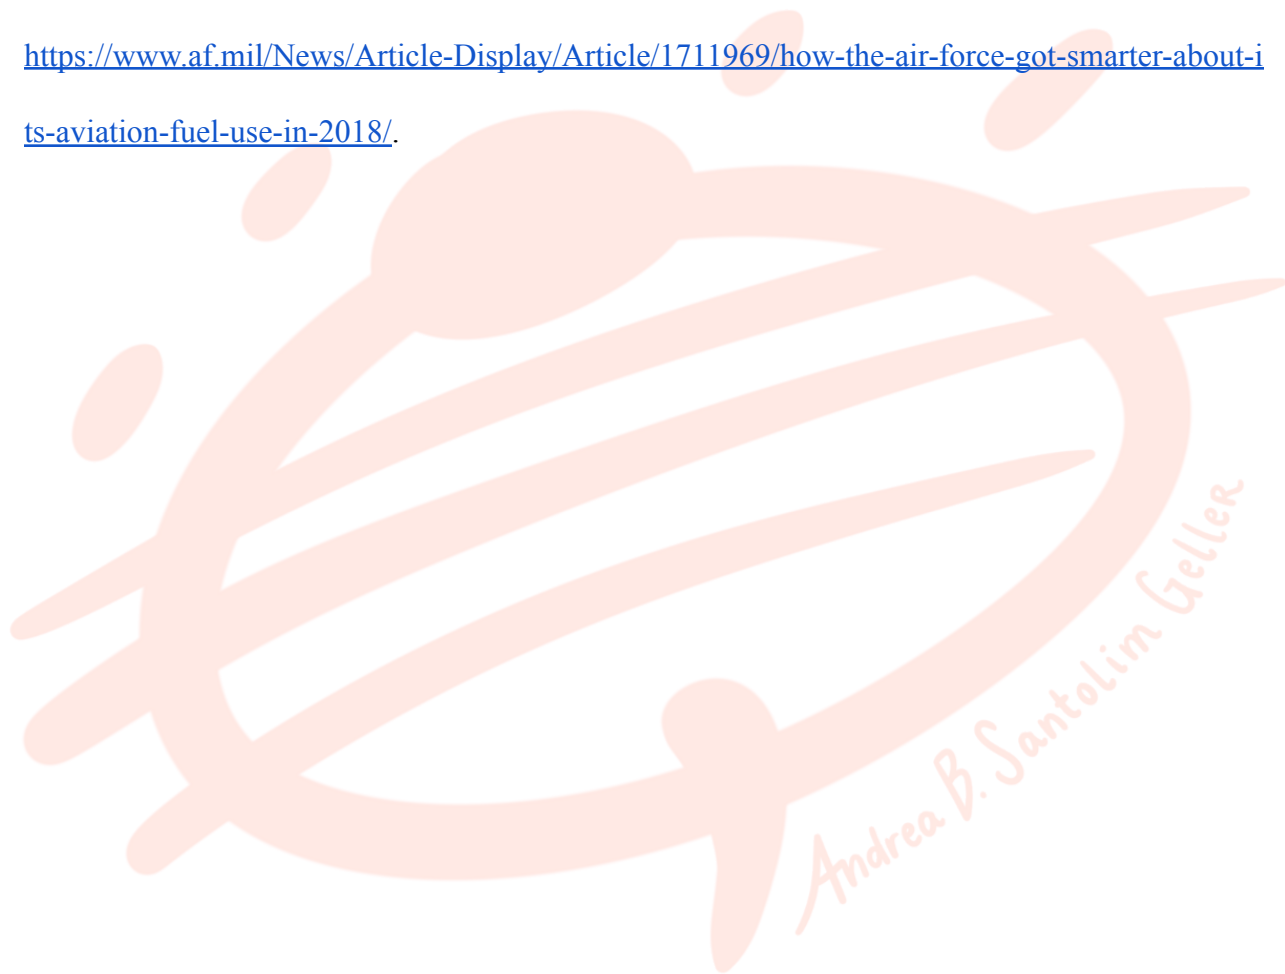 https://www.af.mil/News/Article-Display/Article/1711969/how-the-air-force-got-smarter-about-i
ts-aviation-fuel-use-in-2018/.
Andrea B. Santolim Geller